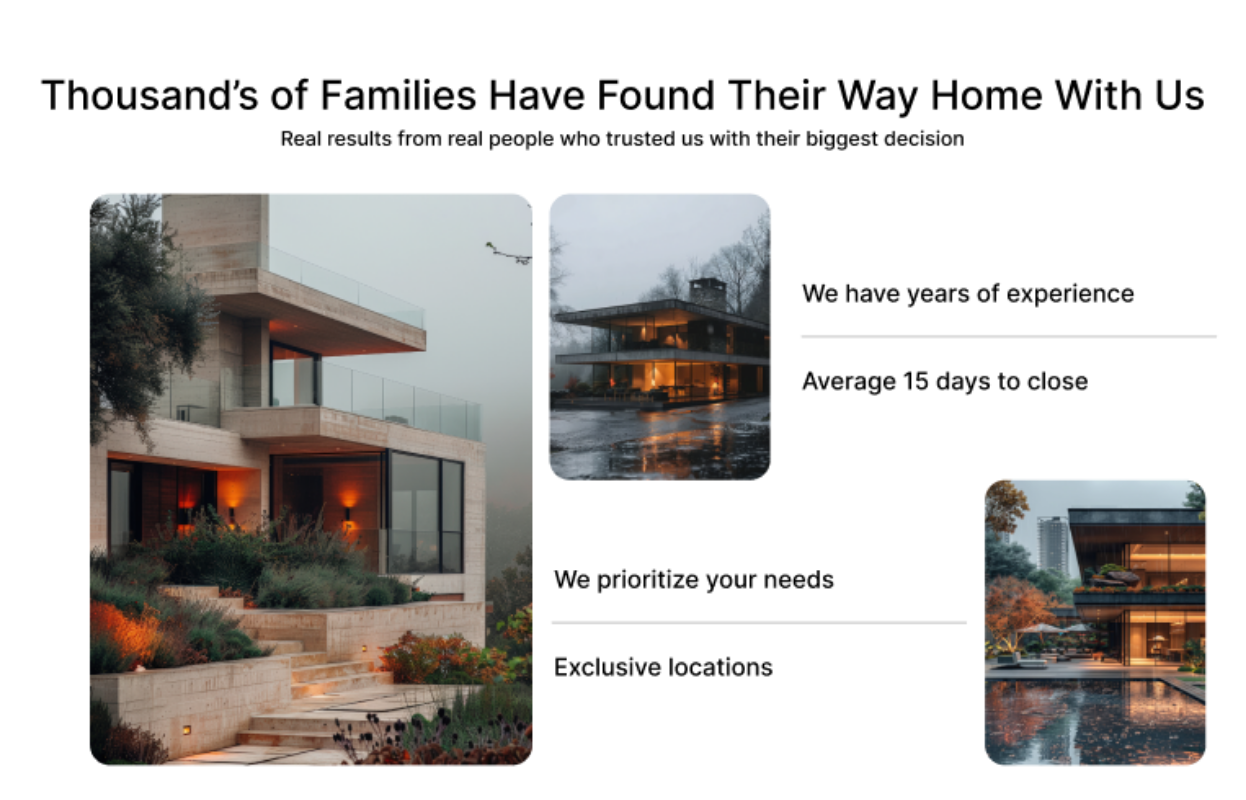 Thousand’s of Families Have Found Their Way Home With Us
Real results from real people who trusted us with their biggest decision
We have years of experience
Average 15 days to close
We prioritize your needs
Exclusive locations